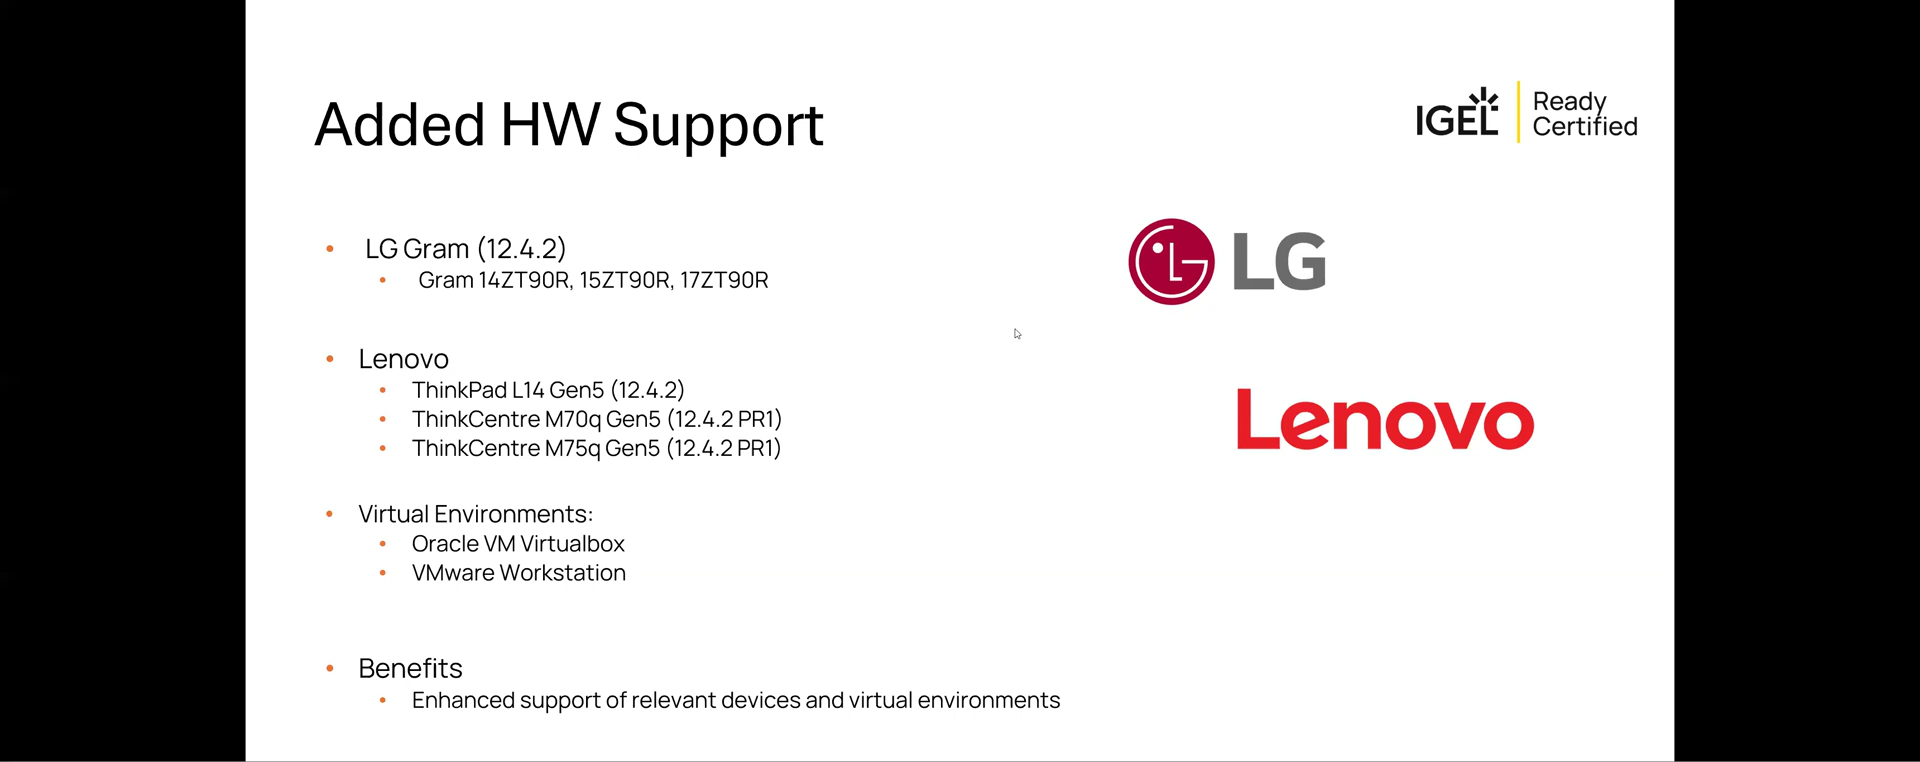 Added HW Support
IGEL
Ready
Certified
• LG Gram (12.4.2)
• Gram 14ZT90R, 15ZT90R, 17ZT90R
LG
• Lenovo
• ThinkPad L14 Gen5 (12.4.2)
• ThinkCentre M70q Gen5 (12.4.2 PR1)
• ThinkCentre M75q Gen5 (12.4.2 PR1)
Lenovo
• Virtual Environments:
• Oracle VM Virtualbox
• VMware Workstation
• Benefits
• Enhanced support of relevant devices and virtual environments